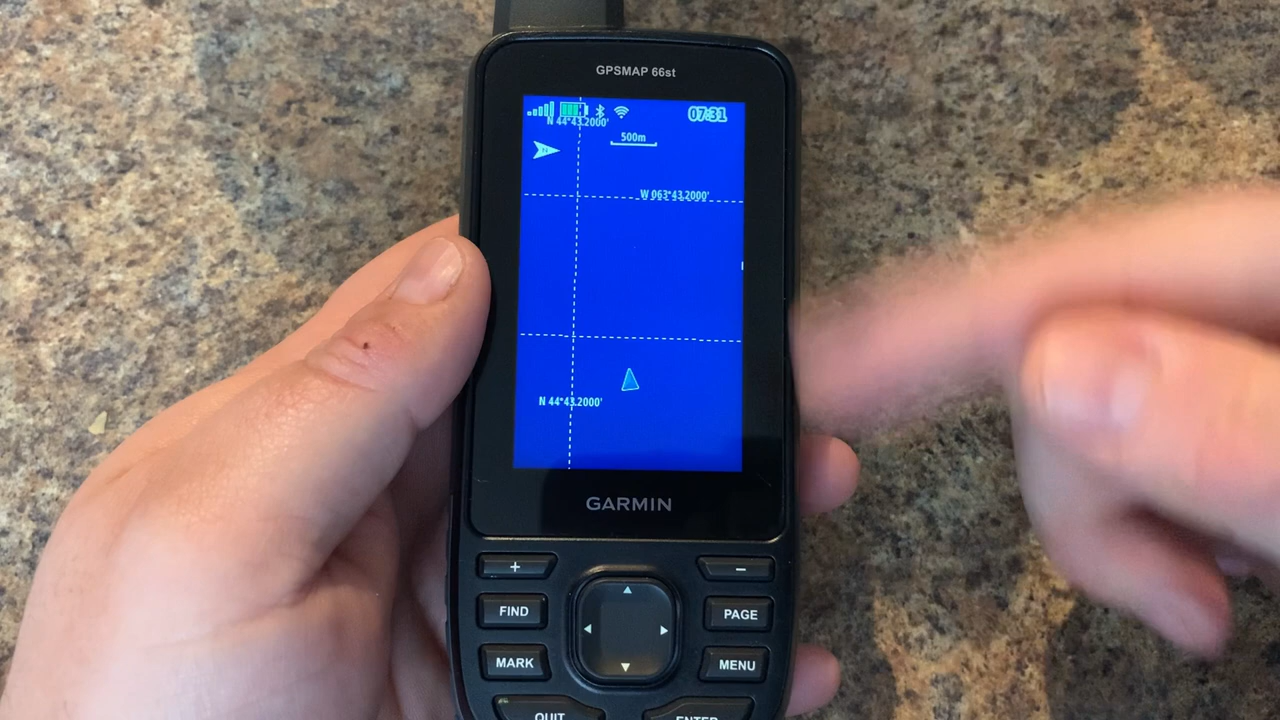 GPSMAP 66st
07:31
N 44°43.2000'
500m
N
W 063°43.2000'
N 44°43.2000'
GARMIN
+
−
FIND
PAGE
MARK
MENU
QUIT
ENTER